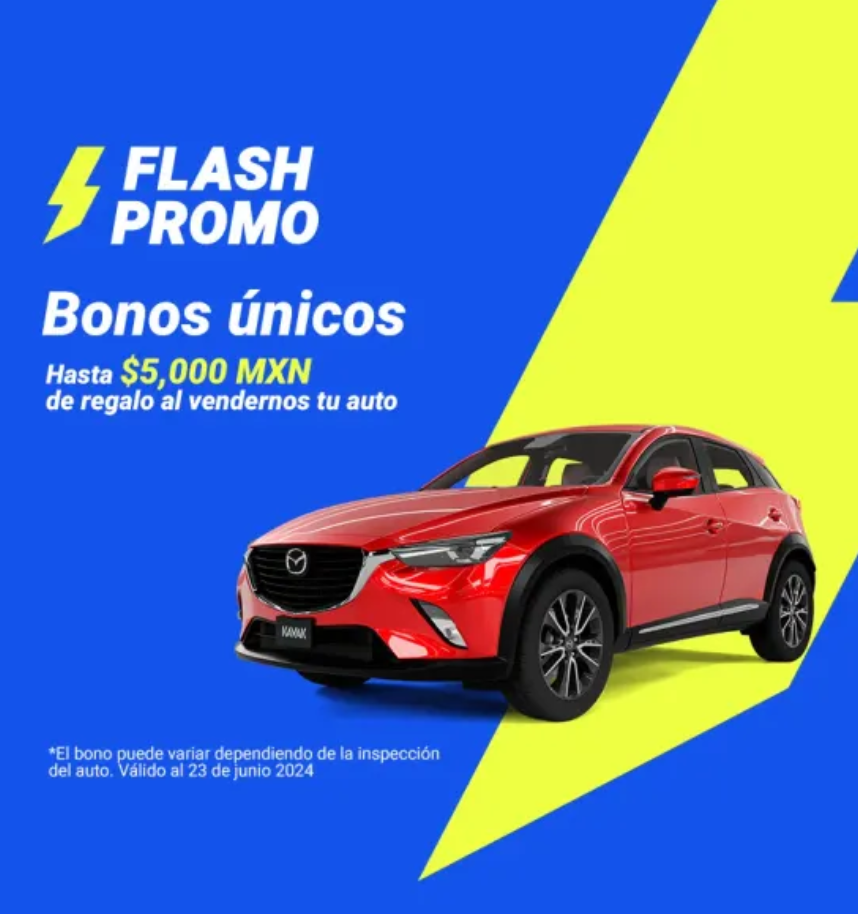 FLASH
PROMO
Bonos únicos
Hasta $5,000 MXN
de regalo al vendernos tu auto
KAVAK
*El bono puede variar dependiendo de la inspección
del auto. Válido al 23 de junio 2024